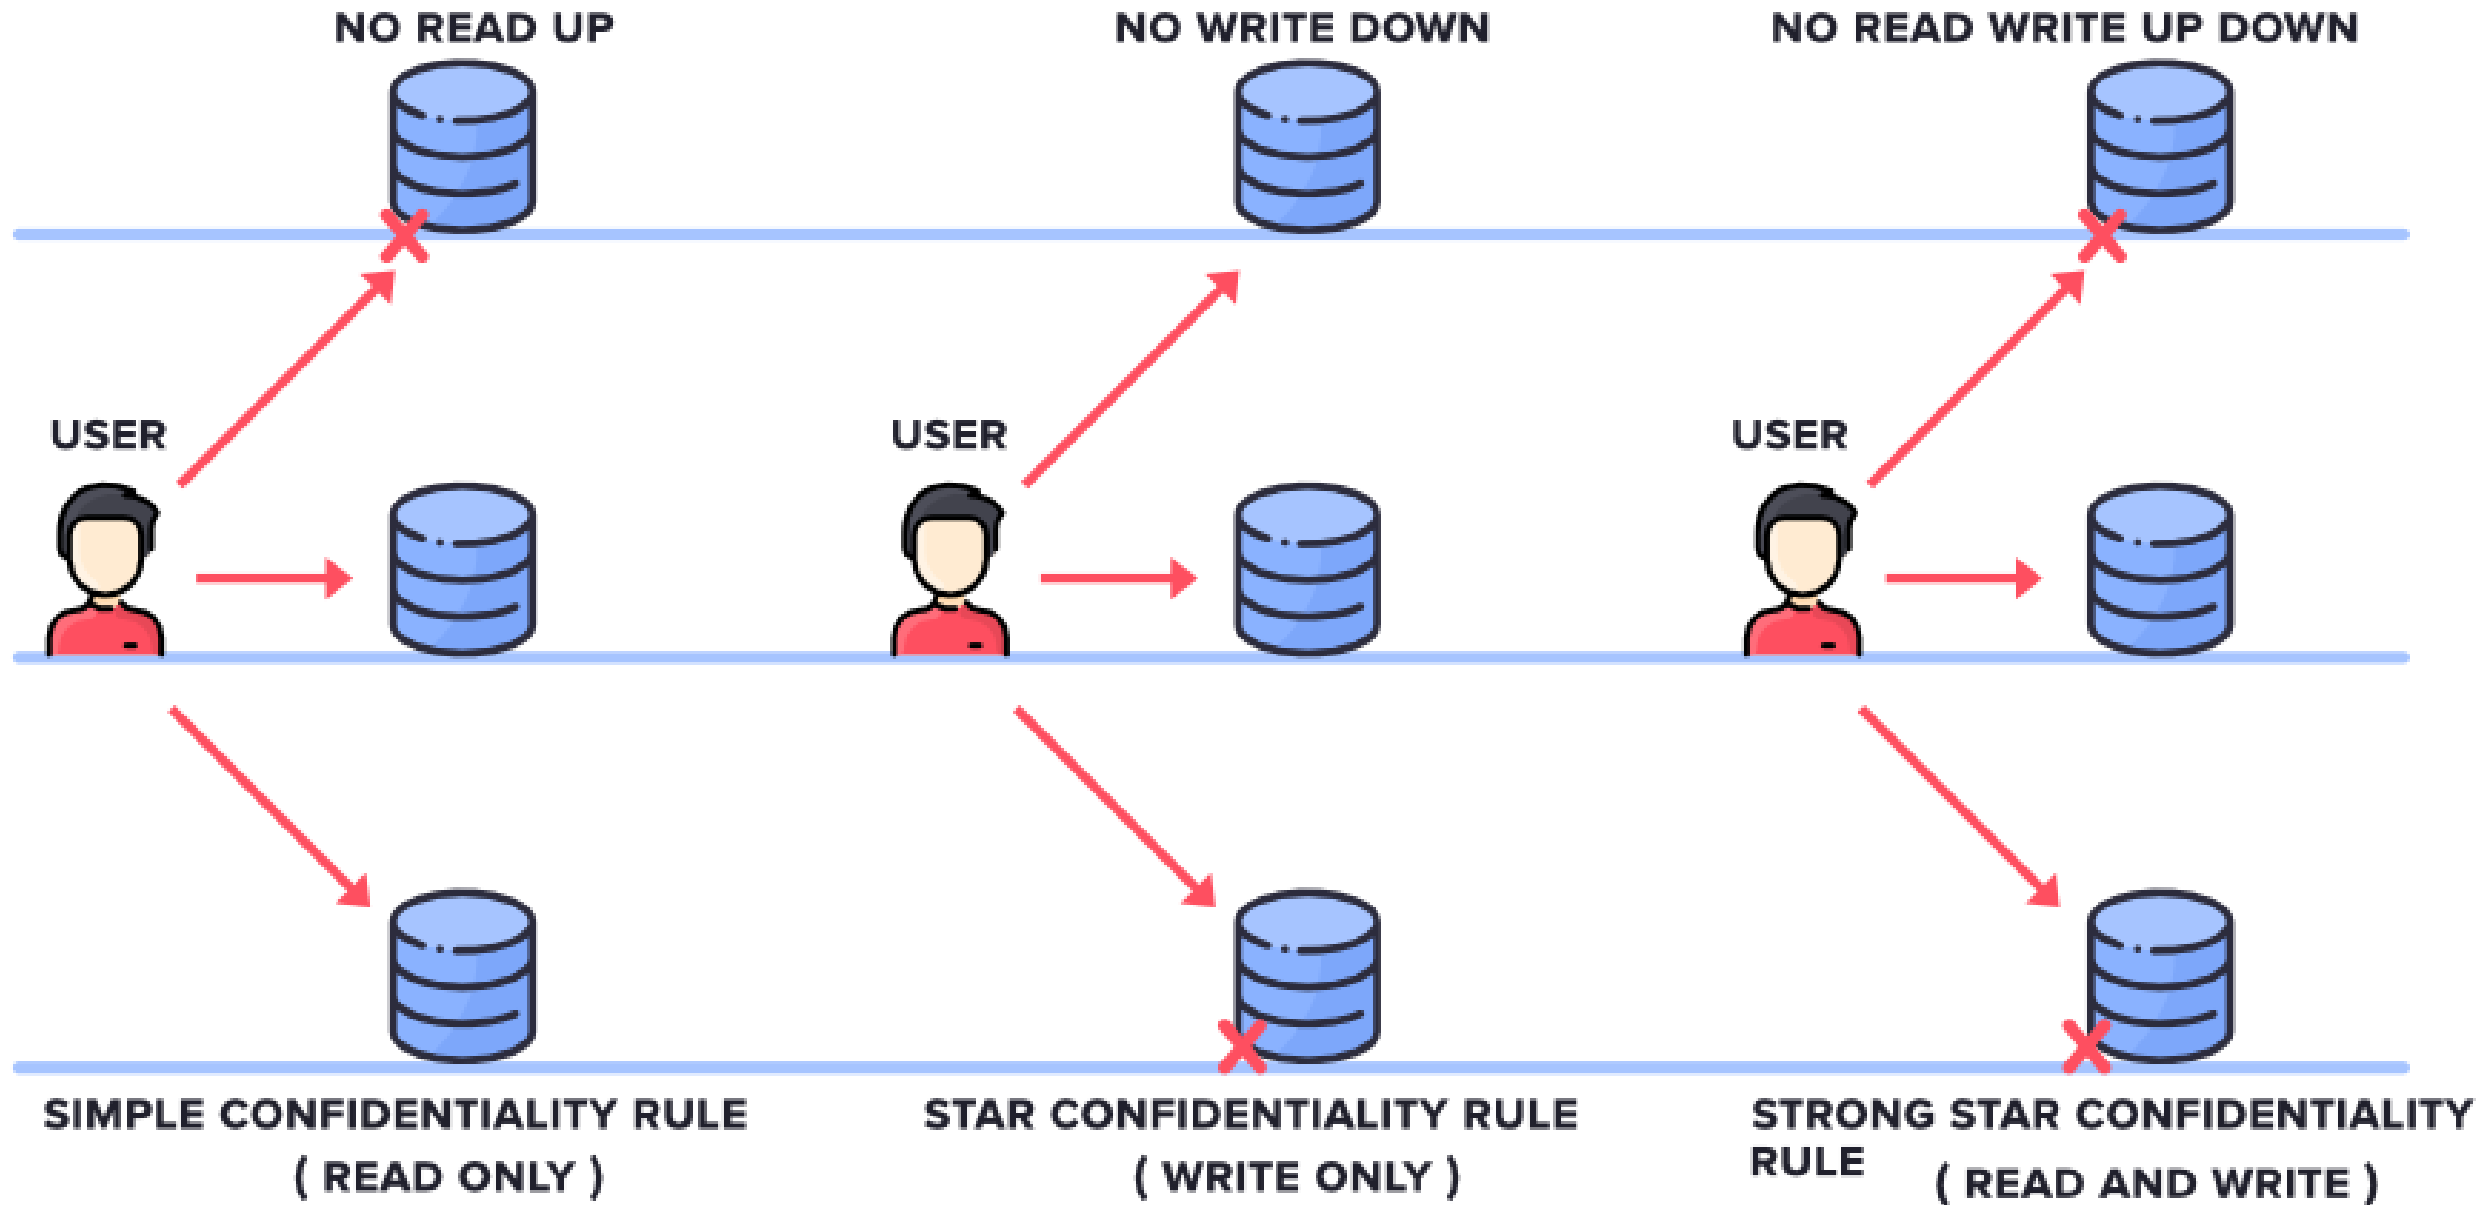 NO READ UP
NO WRITE DOWN
NO READ WRITE UP DOWN
USER
USER
USER
SIMPLE CONFIDENTIALITY RULE
( READ ONLY )
STAR CONFIDENTIALITY RULE
( WRITE ONLY )
STRONG STAR CONFIDENTIALITY
RULE
( READ AND WRITE )